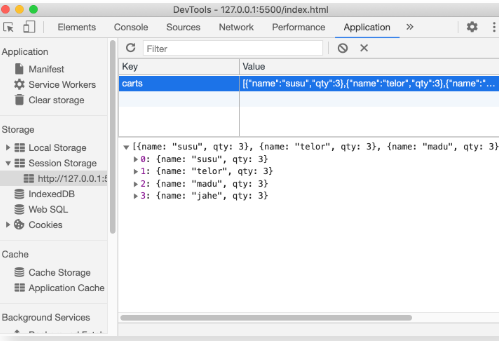 DevTools - 127.0.0.1:5500/index.html
Elements Console Sources Network Performance Application »
Application
Manifest
Service Workers
Clear storage
Storage
Local Storage
Session Storage
http://127.0.0.1:5
IndexedDB
Web SQL
Cookies
Cache
Cache Storage
Application Cache
Background Services
Filter
Key Value
carts [{"name":"susu","qty":3},{"name":"telor","qty":3},{"name":"…
[{name: "susu", qty: 3}, {name: "telor", qty: 3}, {name: "madu", qty: 3},
0: {name: "susu", qty: 3}
1: {name: "telor", qty: 3}
2: {name: "madu", qty: 3}
3: {name: "jahe", qty: 3}